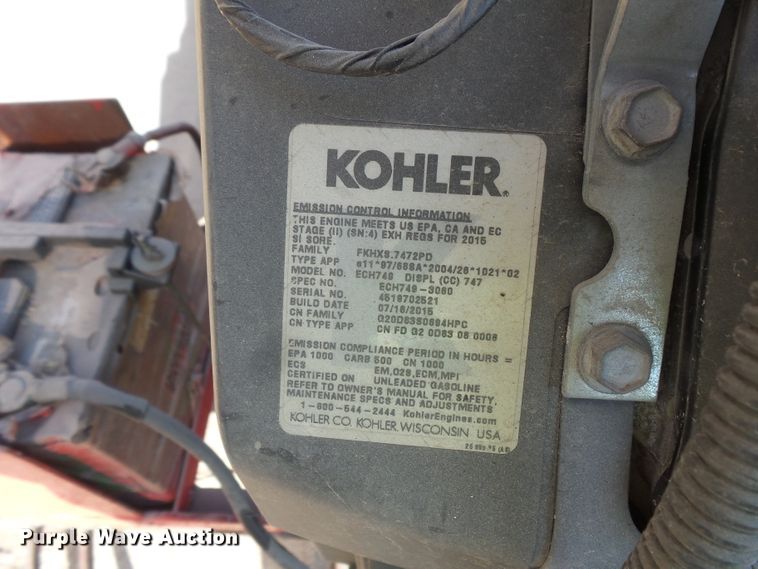 KOHLER®
EMISSION CONTROL INFORMATION
THIS ENGINE MEETS US EPA, CA AND EC
STAGE (II) (SN:4) EXH REGS FOR 2015
SI SORE.
FAMILY FKHXS.7472PD
TYPE APP e11*97/68SA*2004/26*1021*02
MODEL NO. ECH749 DISPL (CC) 747
SPEC NO. ECH749-3060
SERIAL NO. 4519702521
BUILD DATE 07/16/2015
CN FAMILY G20D83S0694HPC
CN TYPE APP CN FD G2 0D83 08 0008
EMISSION COMPLIANCE PERIOD IN HOURS =
EPA 1000 CARB 500 CN 1000
ECS EM,O2S,ECM,MPI
CERTIFIED ON UNLEADED GASOLINE
REFER TO OWNER'S MANUAL FOR SAFETY,
MAINTENANCE SPECS AND ADJUSTMENTS
1-800-544-2444 KohlerEngines.com
KOHLER CO. KOHLER, WISCONSIN USA
Purple Wave Auction